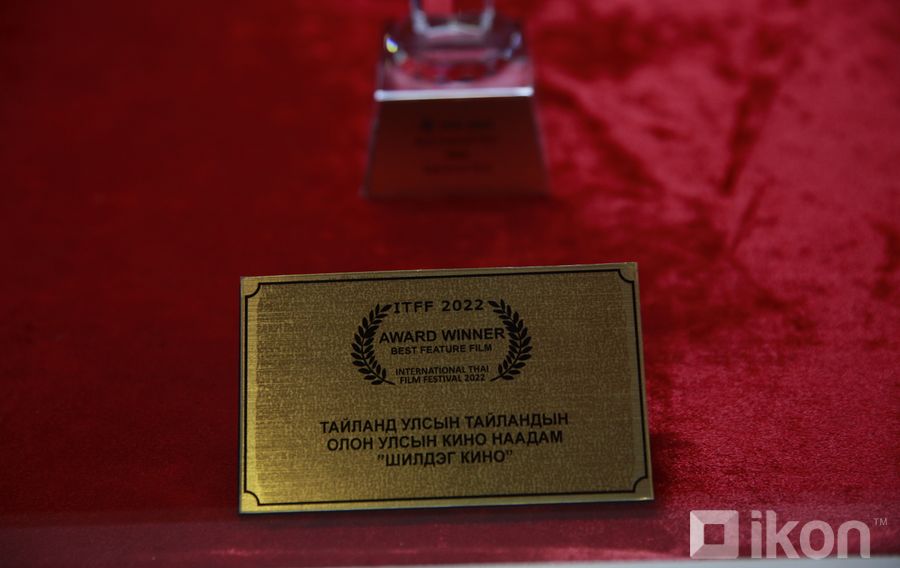 ITFF 2022
AWARD WINNER
BEST FEATURE FILM
INTERNATIONAL THAI
FILM FESTIVAL 2022
ТАЙЛАНД УЛСЫН ТАЙЛАНДЫН
ОЛОН УЛСЫН КИНО НААДАМ
"ШИЛДЭГ КИНО"
ikon™